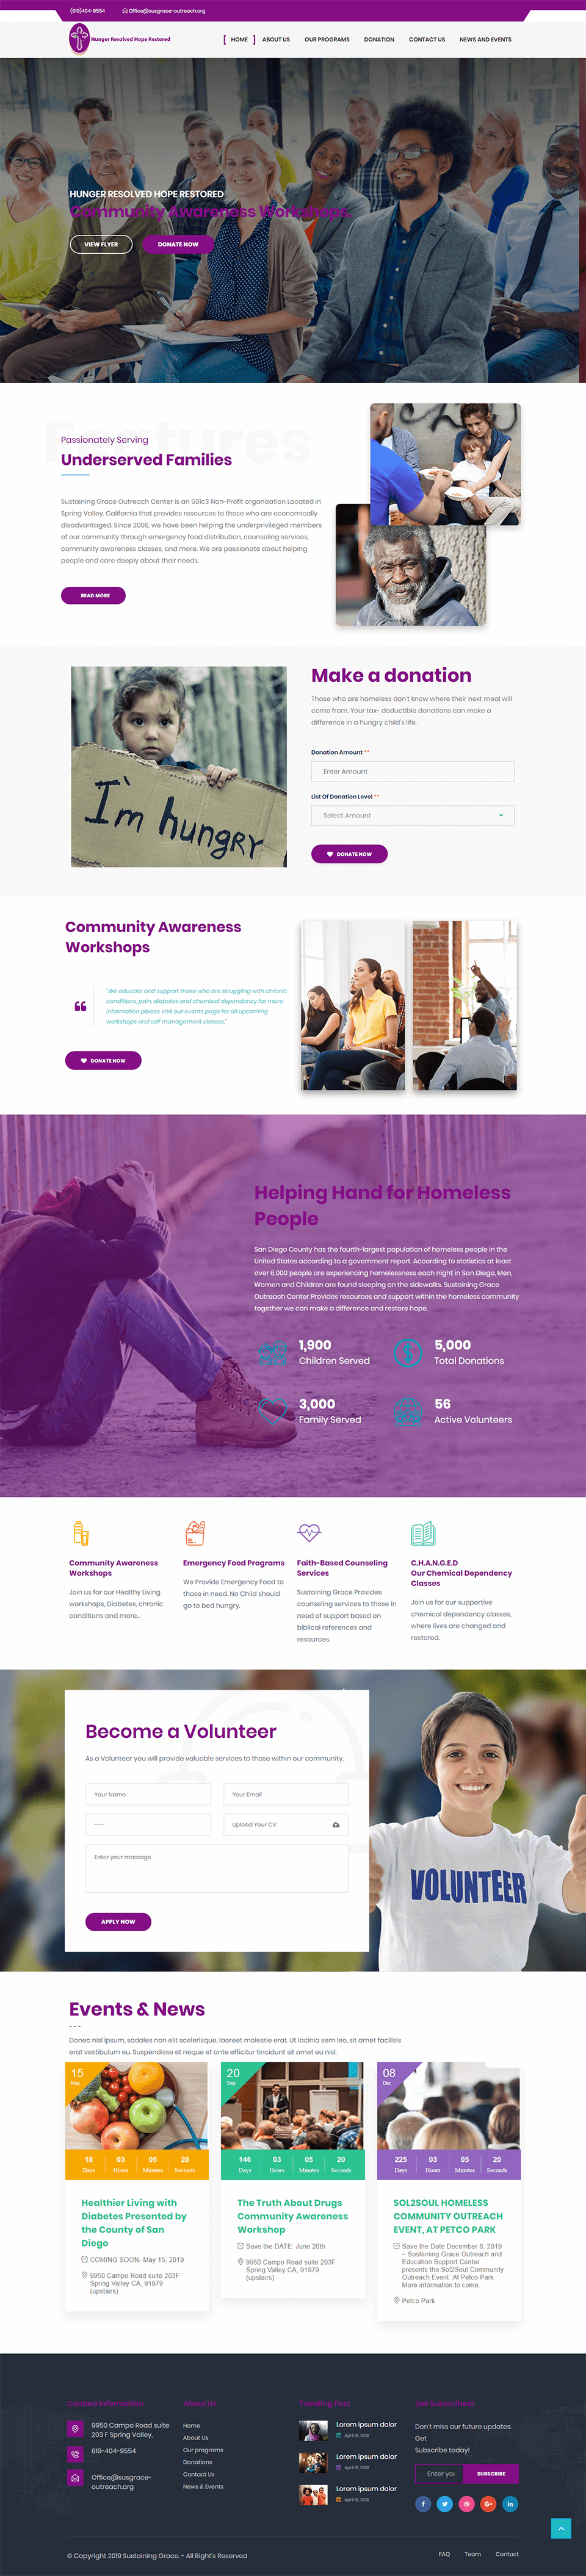 (619)404-9554 Office@susgrace-outreach.org
Hunger Resolved Hope Restored
HOME ABOUT US OUR PROGRAMS DONATION CONTACT US NEWS AND EVENTS
HUNGER RESOLVED HOPE RESTORED
Community Awareness Workshops.
VIEW FLYER DONATE NOW
Features
Passionately Serving
Underserved Families
Sustaining Grace Outreach Center is an 501c3 Non-Profit organization Located in
Spring Valley, California that provides resources to those who are economically
disadvantaged. Since 2006, we have been helping the underprivileged members
of our community through emergency food distribution, counseling services,
community awareness classes, and more. We are passionate about helping
people and care deeply about their needs.
READ MORE
I'm hungry
Make a donation
Those who are homeless don't know where their next meal will
come from. Your tax- deductible donations can make a
difference in a hungry child's life.
Donation Amount **
Enter Amount
List Of Donation Level **
Select Amount
DONATE NOW
Community Awareness
Workshops
"We educate and support those who are struggling with chronic
conditions, pain, diabetes and chemical dependency for more
information please visit our events page for all upcoming
workshops and self management classes."
DONATE NOW
Helping Hand for Homeless
People
San Diego County has the fourth-largest population of homeless people in the
United States according to a government report. According to statistics at least
over 6,000 people are experiencing homelessness each night in San Diego, Men,
Women and Children are found sleeping on the sidewalks. Sustaining Grace
Outreach Center Provides resources and support within the homeless community
together we can make a difference and restore hope.
1,900
Children Served
5,000
Total Donations
3,000
Family Served
56
Active Volunteers
Community Awareness
Workshops
Join us for our Healthy Living
workshops, Diabetes, chronic
conditions and more...
Emergency Food Programs
We Provide Emergency Food to
those in need. No Child should
go to bed hungry.
Faith-Based Counseling
Services
Sustaining Grace Provides
counseling services to those in
need of support based on
biblical references and
resources.
C.H.A.N.G.E.D
Our Chemical Dependency
Classes
Join us for our supportive
chemical dependency classes,
where lives are changed and
restored.
Become a Volunteer
As a Volunteer you will provide valuable services to those within our community.
Your Name
Your Email
---
Upload Your CV
Enter your massage
APPLY NOW
VOLUNTEER
Events & News
---
Donec nisl ipsum, sodales non elit scelerisque, laoreet molestie erat. Ut lacinia sem leo, sit amet facilisis
erat vestibulum eu. Suspendisse et neque et ante efficitur tincidunt sit amet eu nisl.
15
May
18 03 05 20
Days Hours Minutes Seconds
Healthier Living with
Diabetes Presented by
the County of San
Diego
COMING SOON- May 15, 2019
9950 Campo Road suite 203F
Spring Valley CA, 91979
(upstairs)
20
Sep
146 03 05 20
Days Hours Minutes Seconds
The Truth About Drugs
Community Awareness
Workshop
Save the DATE: June 20th
9950 Campo Road suite 203F
Spring Valley CA, 91979
(upstairs)
08
Dec
225 03 05 20
Days Hours Minutes Seconds
SOL2SOUL HOMELESS
COMMUNITY OUTREACH
EVENT, AT PETCO PARK
Save the Date December 8, 2019
– Sustaining Grace Outreach and
Education Support Center
presents the Sol2Soul Community
Outreach Event. At Petco Park
More information to come.
Petco Park
Contact Information
9950 Campo Road suite
203 F Spring Valley,
619-404-9554
Office@susgrace-
outreach.org
About Us
Home
About Us
Our programs
Donations
Contact Us
News & Events
Trending Post
Lorem ipsum dolor
April 19, 2018
Lorem ipsum dolor
April 19, 2018
Lorem ipsum dolor
April 19, 2018
Get Subscribed!
Don't miss our future updates.
Get
Subscribe today!
Enter you
SUBSCRIBE
© Copyright 2019 Sustaining Grace. - All Right's Reserved
FAQ Team Contact